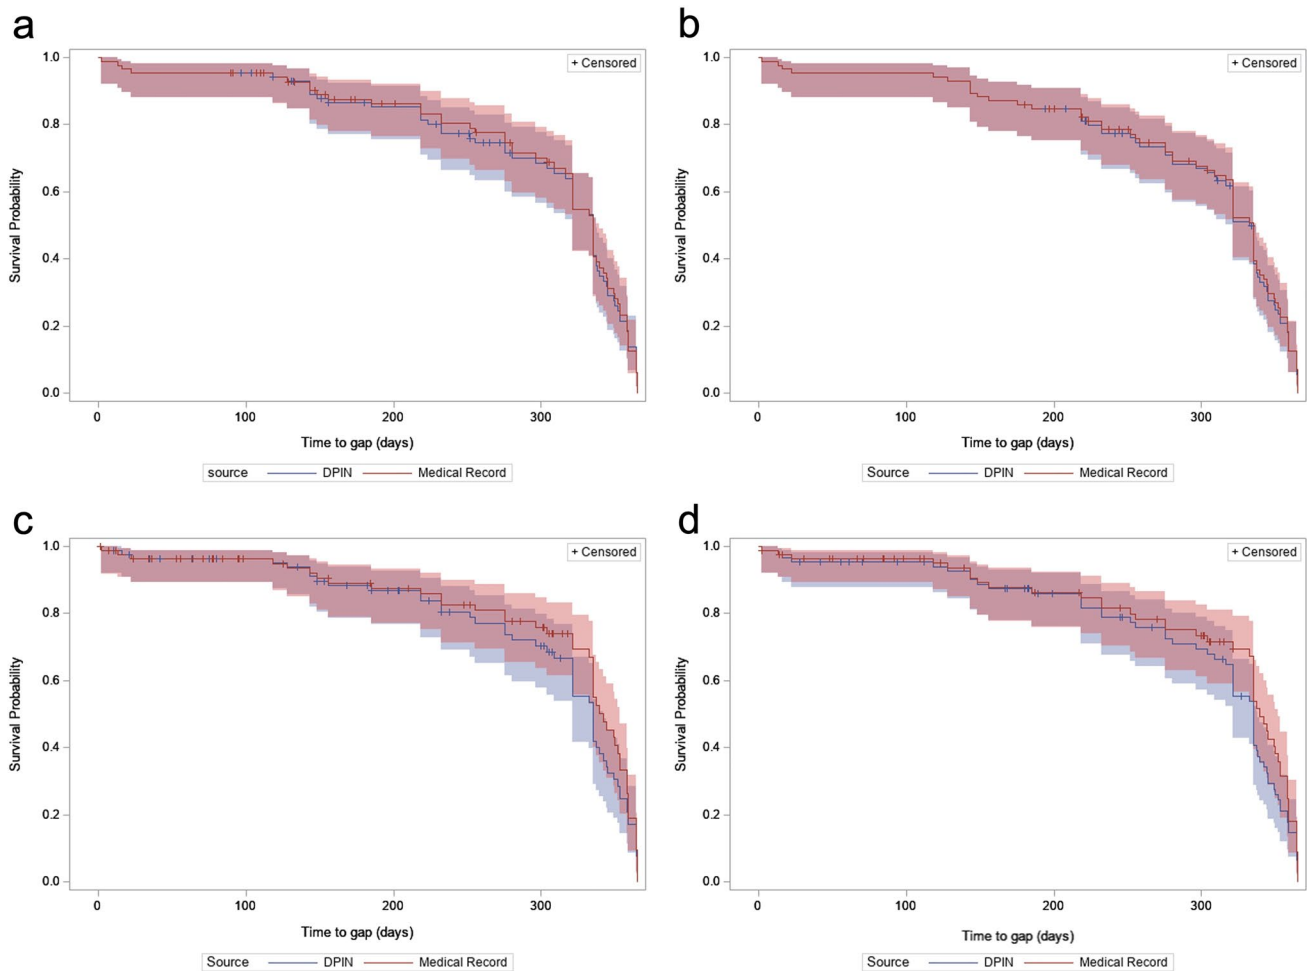 a
+ Censored
1.0
0.8
0.6
0.4
0.2
0.0
Survival Probability
0 100 200 300
Time to gap (days)
source DPIN Medical Record
b
+ Censored
1.0
0.8
0.6
0.4
0.2
0.0
Survival Probability
0 100 200 300
Time to gap (days)
Source DPIN Medical Record
c
+ Censored
1.0
0.8
0.6
0.4
0.2
0.0
Survival Probability
0 100 200 300
Time to gap (days)
Source DPIN Medical Record
d
+ Censored
1.0
0.8
0.6
0.4
0.2
0.0
Survival Probability
0 100 200 300
Time to gap (days)
Source DPIN Medical Record